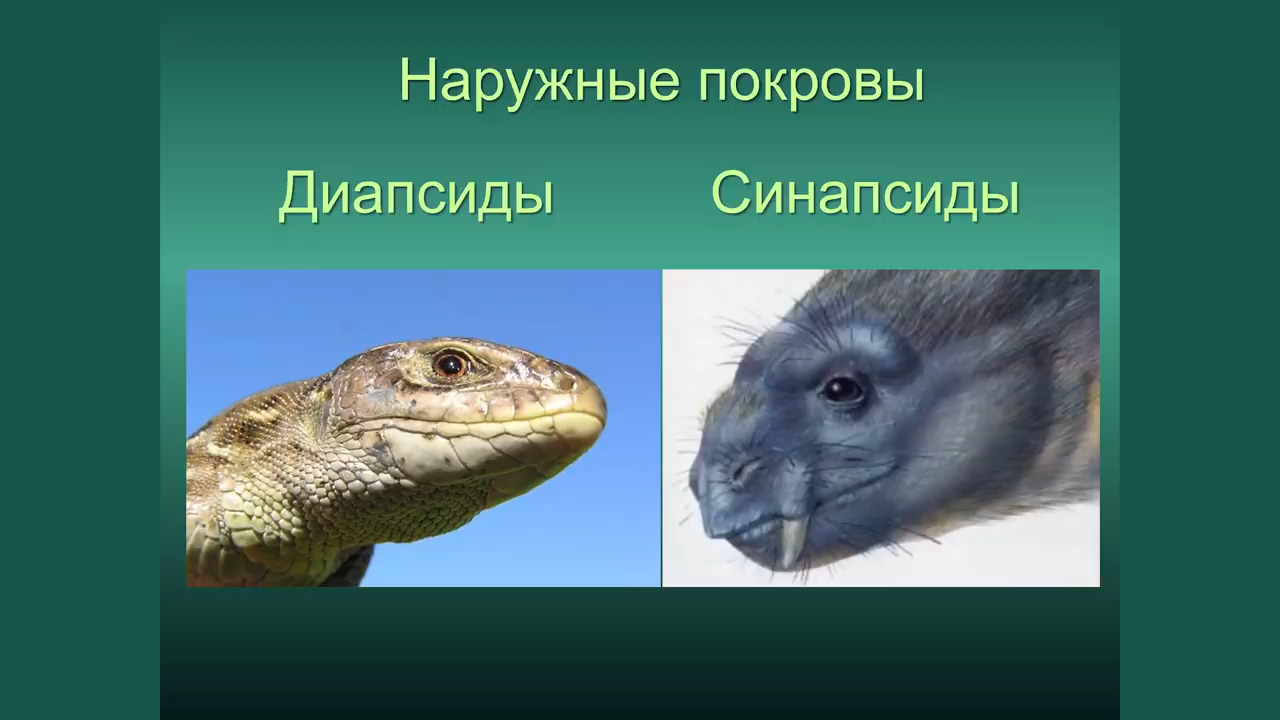 Наружные покровы
Диапсиды
Синапсиды